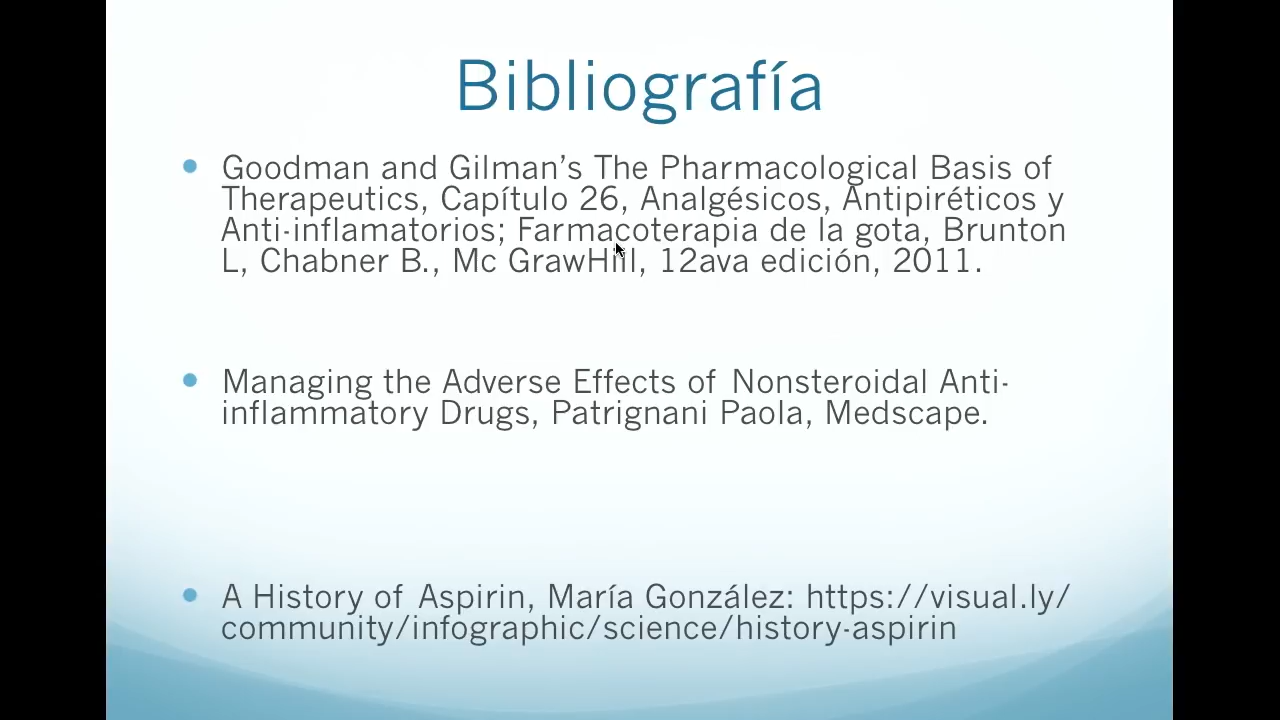 Bibliografía
Goodman and Gilman’s The Pharmacological Basis of
Therapeutics, Capítulo 26, Analgésicos, Antipiréticos y
Anti-inflamatorios; Farmacoterapia de la gota, Brunton
L, Chabner B., Mc GrawHill, 12ava edición, 2011.
Managing the Adverse Effects of Nonsteroidal Anti-
inflammatory Drugs, Patrignani Paola, Medscape.
A History of Aspirin, María González: https://visual.ly/
community/infographic/science/history-aspirin